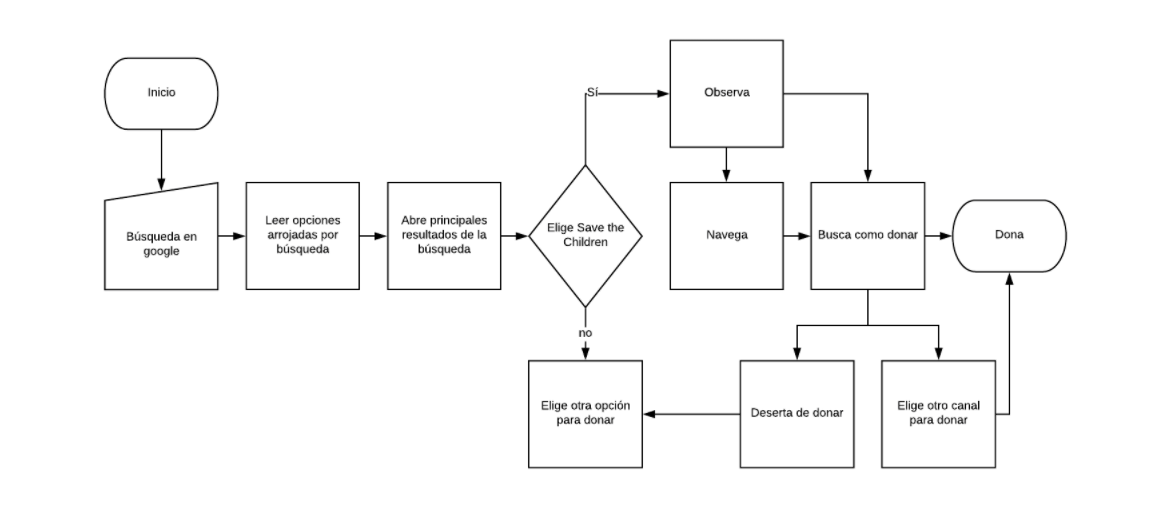 Inicio
Búsqueda en
google
Leer opciones
arrojadas por
búsqueda
Abre principales
resultados de la
búsqueda
Elige Save the
Children
Sí
Observa
Navega
Busca como donar
Dona
no
Elige otra opción
para donar
Deserta de donar
Elige otro canal
para donar